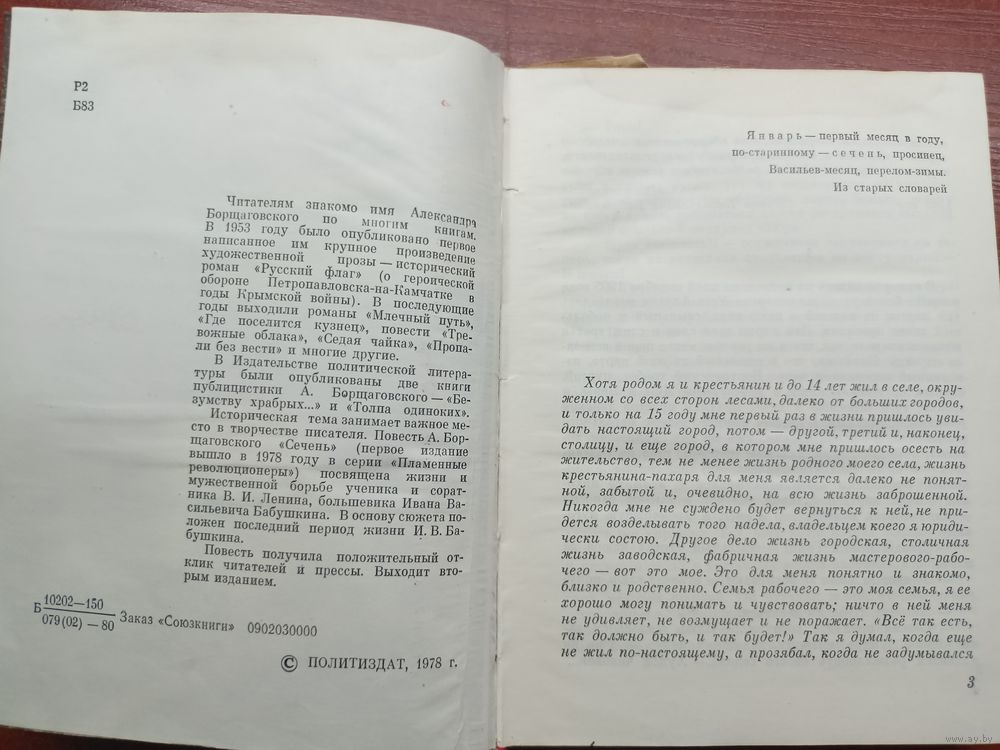 Р2
Б83
Читателям знакомо имя Александра
Борщаговского по многим книгам.
В 1953 году было опубликовано первое
написанное им крупное произведение
художественной прозы — исторический
роман «Русский флаг» (о героической
обороне Петропавловска-на-Камчатке в
годы Крымской войны). В последующие
годы выходили романы «Млечный путь»,
«Где поселится кузнец», повести «Тре-
вожные облака», «Седая чайка», «Пропа-
ли без вести» и многие другие.
В Издательстве политической литера-
туры были опубликованы две книги
публицистики А. Борщаговского — «Бе-
зумству храбрых...» и «Толпа одиноких».
Историческая тема занимает важное ме-
сто в творчестве писателя. Повесть А. Бор-
щаговского «Сечень» (первое издание
вышло в 1978 году в серии «Пламенные
революционеры») посвящена жизни и
мужественной борьбе ученика и сорат-
ника В. И. Ленина, большевика Ивана Ва-
сильевича Бабушкина. В основу сюжета по-
ложен последний период жизни И. В. Ба-
бушкина.
Повесть получила положительный от-
клик читателей и прессы. Выходит вто-
рым изданием.
Б 10202—150
079(02)—80 Заказ «Союзкниги» 0902030000
© ПОЛИТИЗДАТ, 1978 г.
Январь — первый месяц в году,
по-старинному — сечень, просинец,
Васильев-месяц, перелом-зимы.
Из старых словарей
Хотя родом я и крестьянин и до 14 лет жил в селе, окру-
женном со всех сторон лесами, далеко от больших городов,
и только на 15 году мне первый раз в жизни пришлось уви-
дать настоящий город, потом — другой, третий и, наконец,
столицу, и еще город, в котором мне пришлось осесть на
жительство, тем не менее жизнь родного моего села, жизнь
крестьянина-пахаря для меня является далеко не понят-
ной, забытой и, очевидно, на всю жизнь заброшенной.
Никогда мне не суждено будет вернуться к ней, не при-
дется возделывать того надела, владельцем коего я юриди-
чески состою. Другое дело жизнь городская, столичная
жизнь заводская, фабричная жизнь мастерового-рабо-
чего — вот это мое. Это для меня понятно и знакомо,
близко и родственно. Семья рабочего — это моя семья, я ее
хорошо могу понимать и чувствовать; ничто в ней меня
не удивляет, не возмущает и не поражает. «Всё так есть,
так должно быть, и так будет!» Так я думал, когда еще
не жил по-настоящему, а прозябал, когда не задумывался
3
www.ay.by